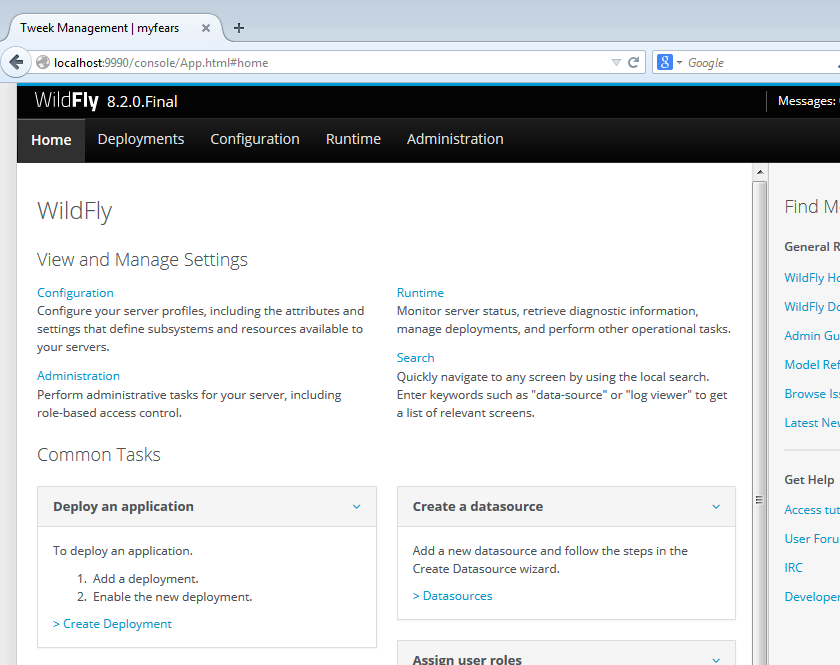 Tweek Management | myfears
localhost:9990/console/App.html#home
Google
WildFly 8.2.0.Final
Messages:
Home Deployments Configuration Runtime Administration
WildFly
View and Manage Settings
Configuration
Configure your server profiles, including the attributes and
settings that define subsystems and resources available to
your servers.
Administration
Perform administrative tasks for your server, including
role-based access control.
Runtime
Monitor server status, retrieve diagnostic information,
manage deployments, and perform other operational tasks.
Search
Quickly navigate to any screen by using the local search.
Enter keywords such as "data-source" or "log viewer" to get
a list of relevant screens.
Common Tasks
Deploy an application
To deploy an application.
1. Add a deployment.
2. Enable the new deployment.
> Create Deployment
Create a datasource
Add a new datasource and follow the steps in the
Create Datasource wizard.
> Datasources
Assign user roles
Find M
General R
WildFly Ho
WildFly Do
Admin Gu
Model Ref
Browse Iss
Latest New
Get Help
Access tut
User Foru
IRC
Developer